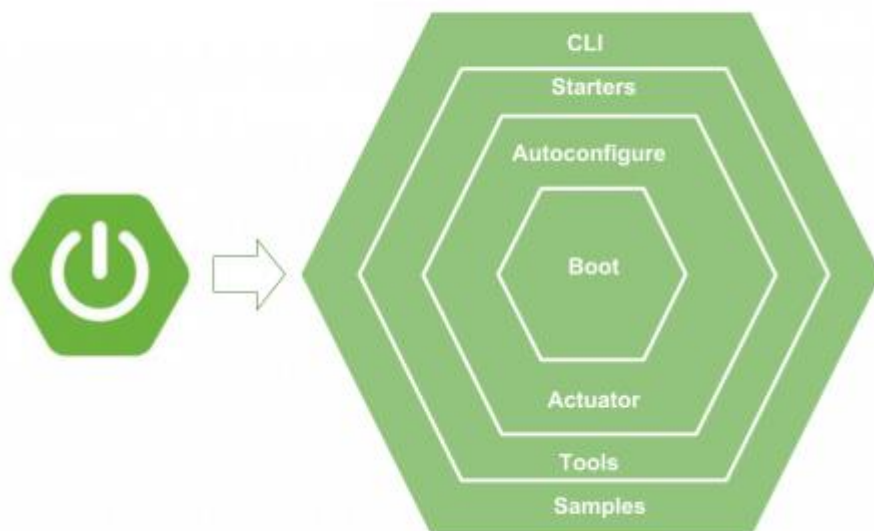 CLI
Starters
Autoconfigure
Boot
Actuator
Tools
Samples